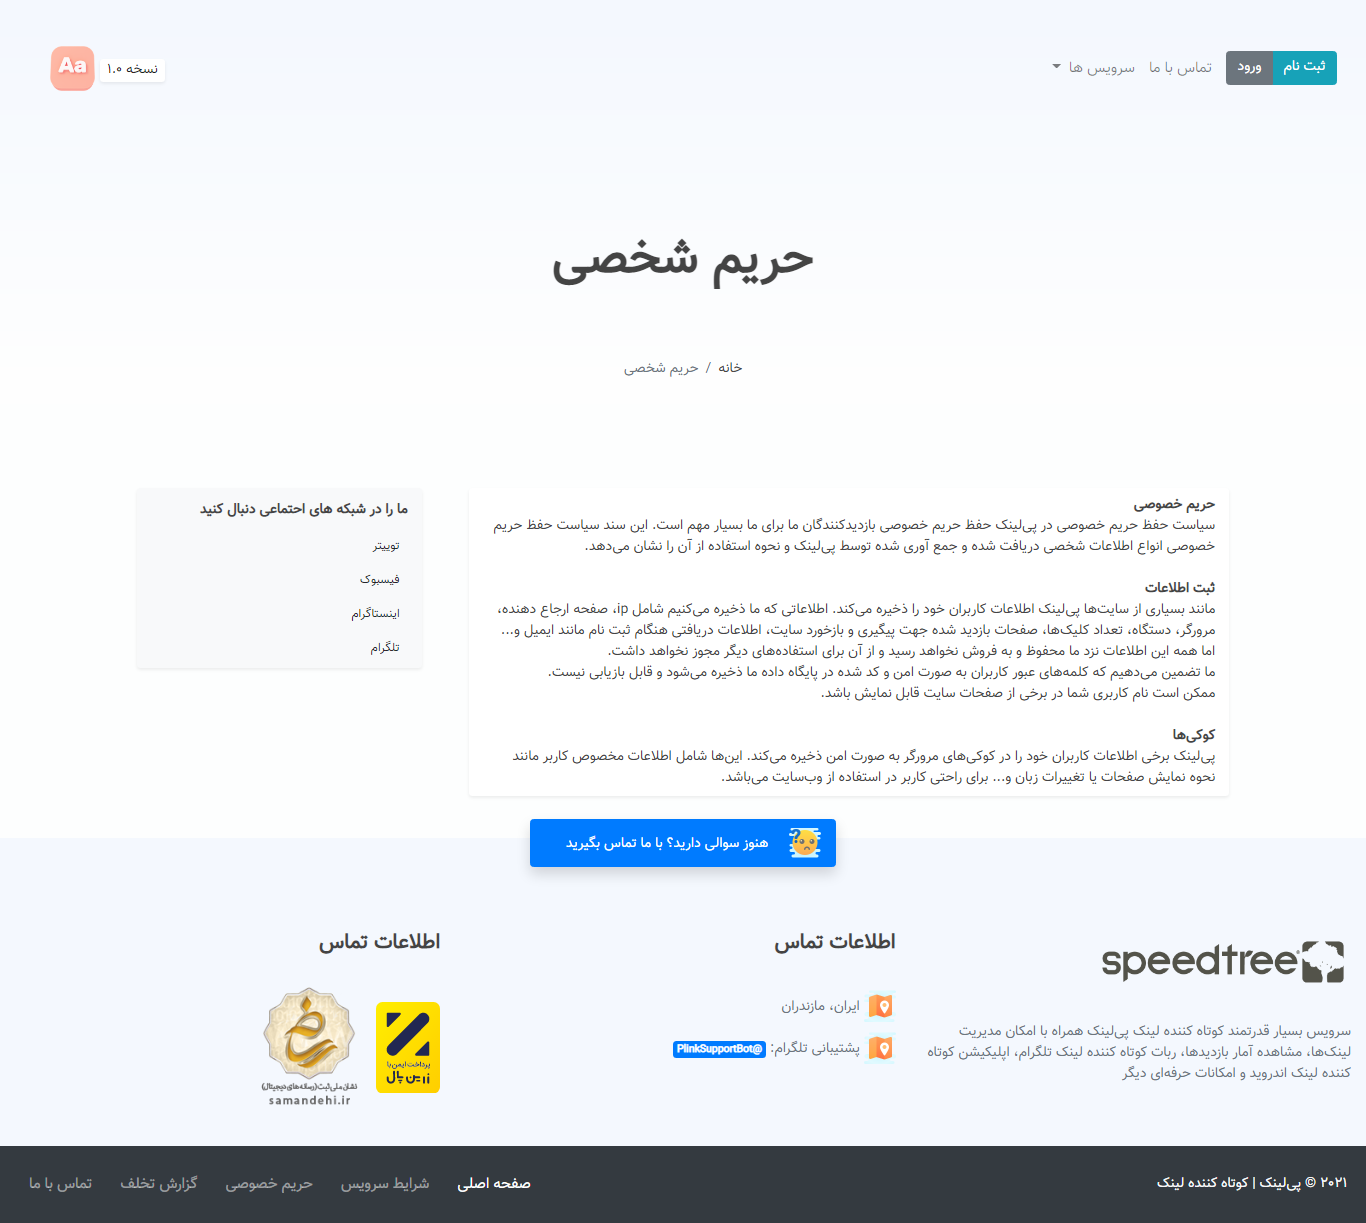 ثبت نام
ورود
تماس با ما
سرویس ها
نسخه ۱.۰
Aa
حریم شخصی
خانه / حریم شخصی
حریم خصوصی
سیاست حفظ حریم خصوصی در پی‌لینک حفظ حریم خصوصی بازدیدکنندگان ما برای ما بسیار مهم است. این سند سیاست حفظ حریم
خصوصی انواع اطلاعات شخصی دریافت شده و جمع آوری شده توسط پی‌لینک و نحوه استفاده از آن را نشان می‌دهد.
ثبت اطلاعات
مانند بسیاری از سایت‌ها پی‌لینک اطلاعات کاربران خود را ذخیره می‌کند. اطلاعاتی که ما ذخیره می‌کنیم شامل ip، صفحه ارجاع دهنده،
مرورگر، دستگاه، تعداد کلیک‌ها، صفحات بازدید شده جهت پیگیری و بازخورد سایت، اطلاعات دریافتی هنگام ثبت نام مانند ایمیل و...
اما همه این اطلاعات نزد ما محفوظ و به فروش نخواهد رسید و از آن برای استفاده‌های دیگر مجوز نخواهد داشت.
ما تضمین می‌دهیم که کلمه‌های عبور کاربران به صورت امن و کد شده در پایگاه داده ما ذخیره می‌شود و قابل بازیابی نیست.
ممکن است نام کاربری شما در برخی از صفحات سایت قابل نمایش باشد.
کوکی‌ها
پی‌لینک برخی اطلاعات کاربران خود را در کوکی‌های مرورگر به صورت امن ذخیره می‌کند. این‌ها شامل اطلاعات مخصوص کاربر مانند
نحوه نمایش صفحات یا تغییرات زبان و... برای راحتی کاربر در استفاده از وب‌سایت می‌باشد.
ما را در شبکه های احتماعی دنبال کنید
توییتر
فیسبوک
اینستاگرام
تلگرام
هنوز سوالی دارید؟ با ما تماس بگیرید
speedtree
سرویس بسیار قدرتمند کوتاه کننده لینک پی‌لینک همراه با امکان مدیریت
لینک‌ها، مشاهده آمار بازدیدها، ربات کوتاه کننده لینک تلگرام، اپلیکیشن کوتاه
کننده لینک اندروید و امکانات حرفه‌ای دیگر
اطلاعات تماس
ایران، مازندران
پشتیبانی تلگرام: @PlinkSupportBot
اطلاعات تماس
پرداخت ایمن با
زرین پال
نشان ملی ثبت (رسانه‌های دیجیتال)
samandehi.ir
۲۰۲۱ © پی‌لینک | کوتاه کننده لینک
صفحه اصلی
شرایط سرویس
حریم خصوصی
گزارش تخلف
تماس با ما